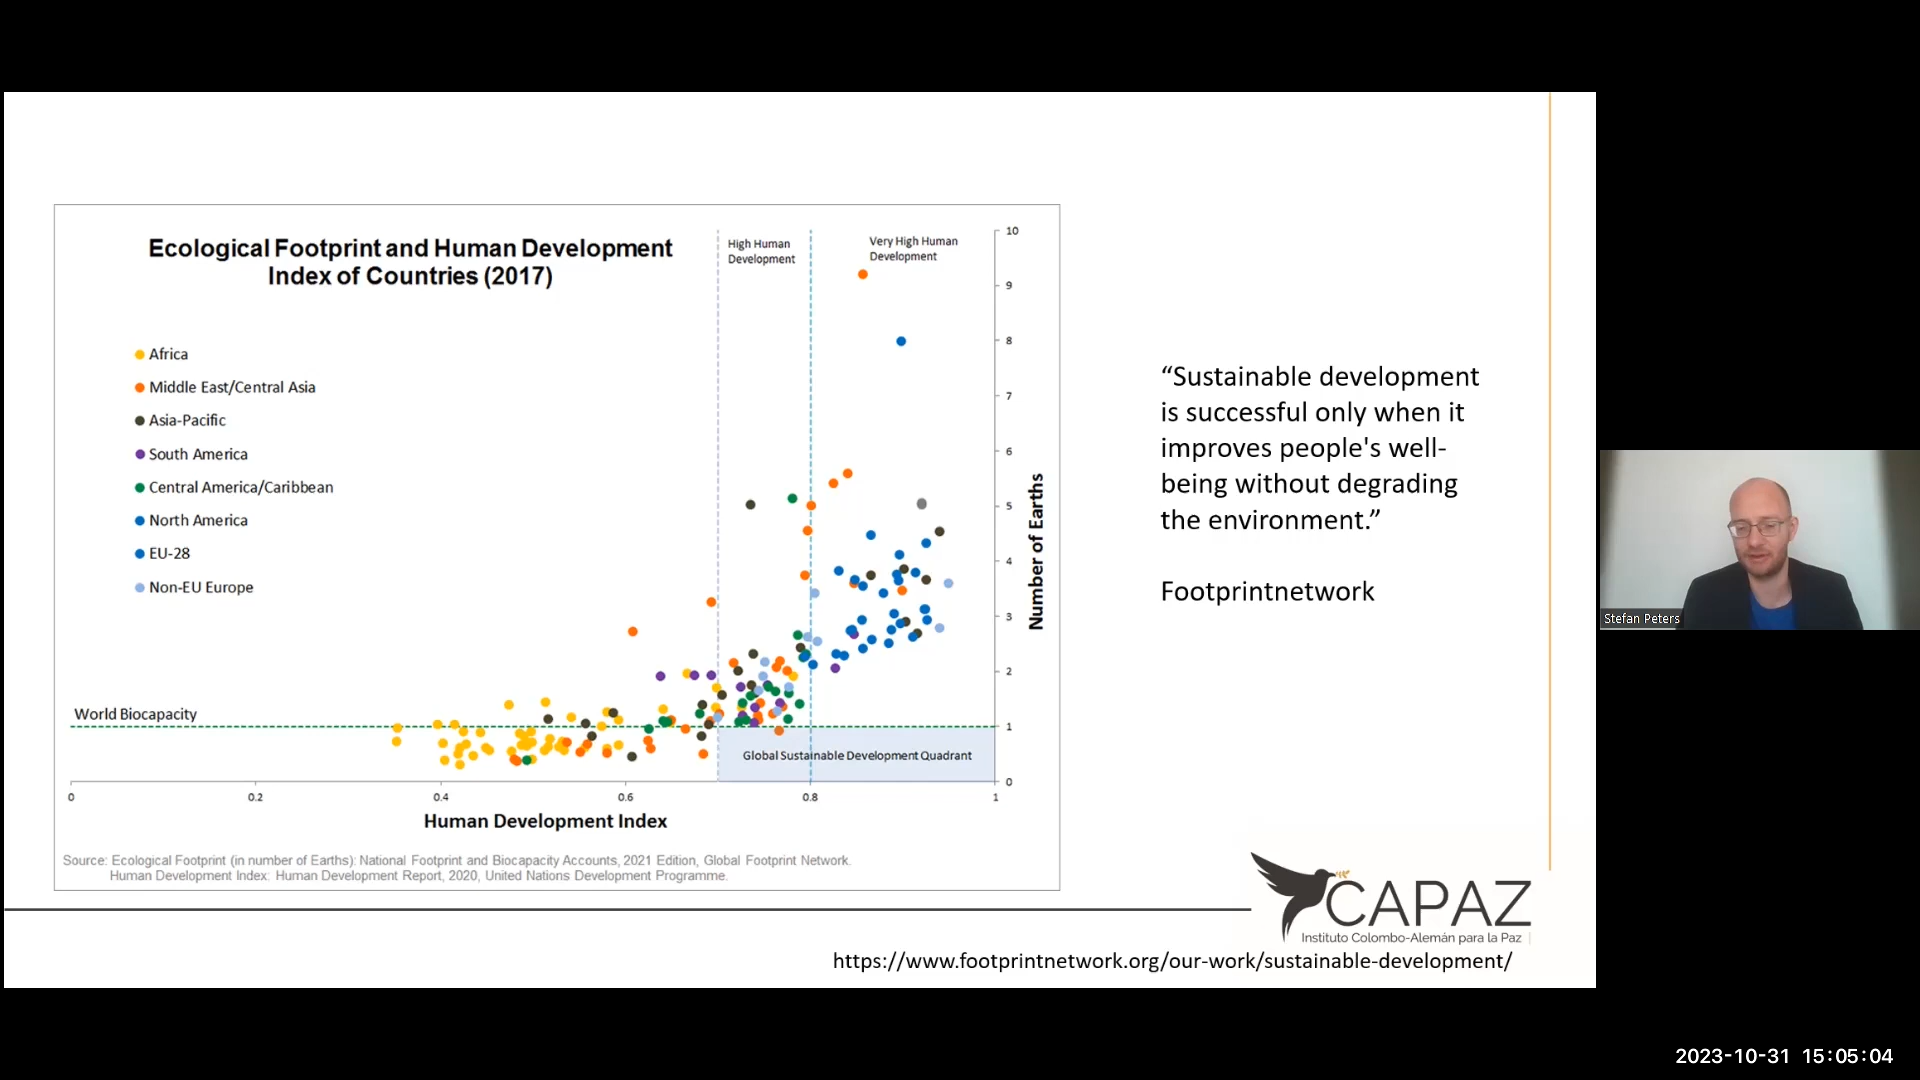 Ecological Footprint and Human Development
Index of Countries (2017)
High Human
Development
Very High Human
Development
Africa
Middle East/Central Asia
Asia-Pacific
South America
Central America/Caribbean
North America
EU-28
Non-EU Europe
World Biocapacity
Global Sustainable Development Quadrant
10
9
8
7
6
5
4
3
2
1
0
Number of Earths
0
0.2
0.4
0.6
0.8
1
Human Development Index
Source: Ecological Footprint (in number of Earths): National Footprint and Biocapacity Accounts, 2021 Edition, Global Footprint Network.
Human Development Index: Human Development Report, 2020, United Nations Development Programme.
“Sustainable development
is successful only when it
improves people's well-
being without degrading
the environment.”
Footprintnetwork
CAPAZ
Instituto Colombo-Alemán para la Paz
https://www.footprintnetwork.org/our-work/sustainable-development/
Stefan Peters
2023-10-31 15:05:04